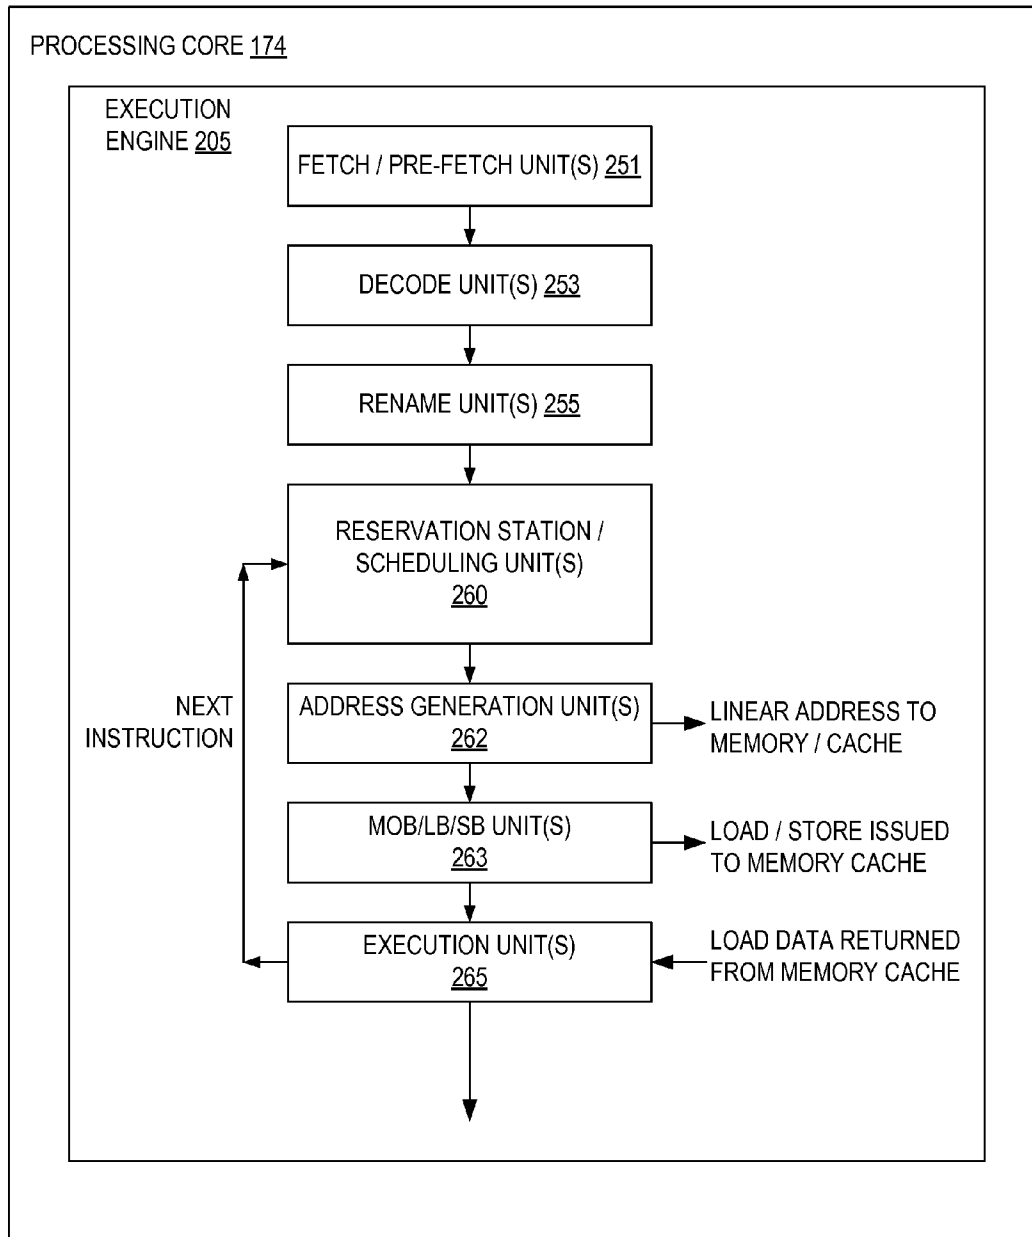 PROCESSING CORE 174
EXECUTION
ENGINE 205
FETCH / PRE-FETCH UNIT(S) 251
DECODE UNIT(S) 253
RENAME UNIT(S) 255
RESERVATION STATION /
SCHEDULING UNIT(S)
260
NEXT
INSTRUCTION
ADDRESS GENERATION UNIT(S)
262
LINEAR ADDRESS TO
MEMORY / CACHE
MOB/LB/SB UNIT(S)
263
LOAD / STORE ISSUED
TO MEMORY CACHE
EXECUTION UNIT(S)
265
LOAD DATA RETURNED
FROM MEMORY CACHE